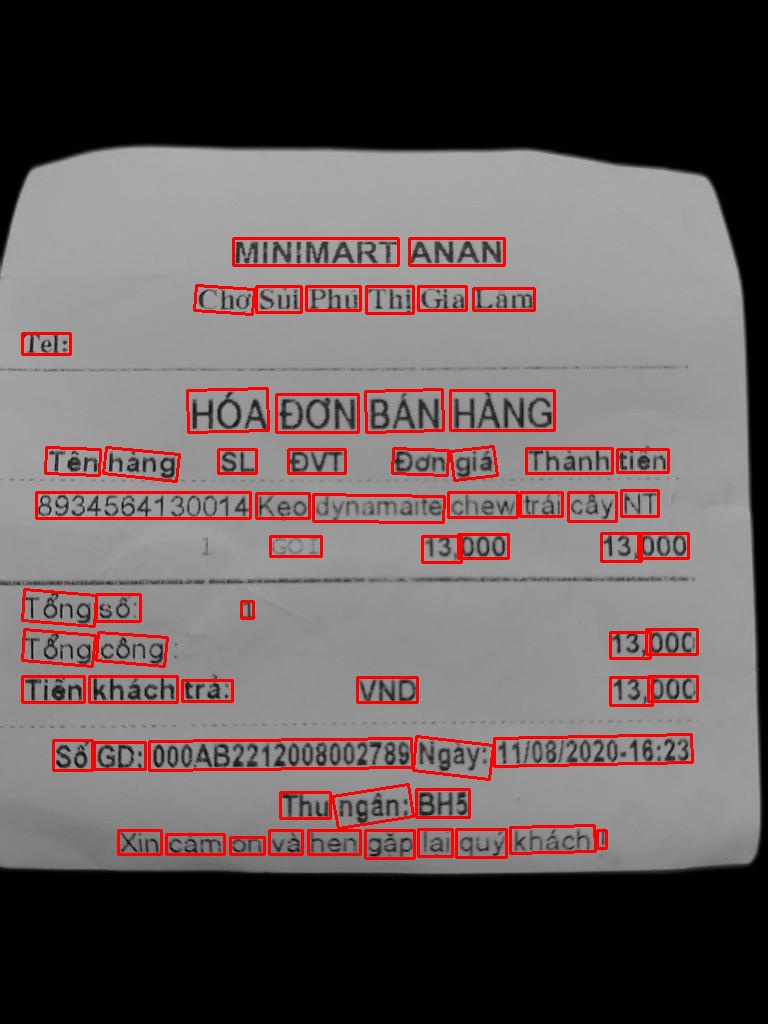 MINIMART ANAN
Chợ Sủi Phú Thị Gia Lâm
Tel:
HÓA ĐƠN BÁN HÀNG
Tên hàng SL ĐVT Đơn giá Thành tiền
8934564130014 Kẹo dynamaite chew trái cây NT
1 GOI 13,000 13,000
Tổng số: 1
Tổng cộng : 13,000
Tiền khách trả: VND 13,000
Số GD: 000AB2212008002789 Ngày: 11/08/2020-16:23
Thu ngân: BH5
Xin cảm ơn và hẹn gặp lại quý khách !